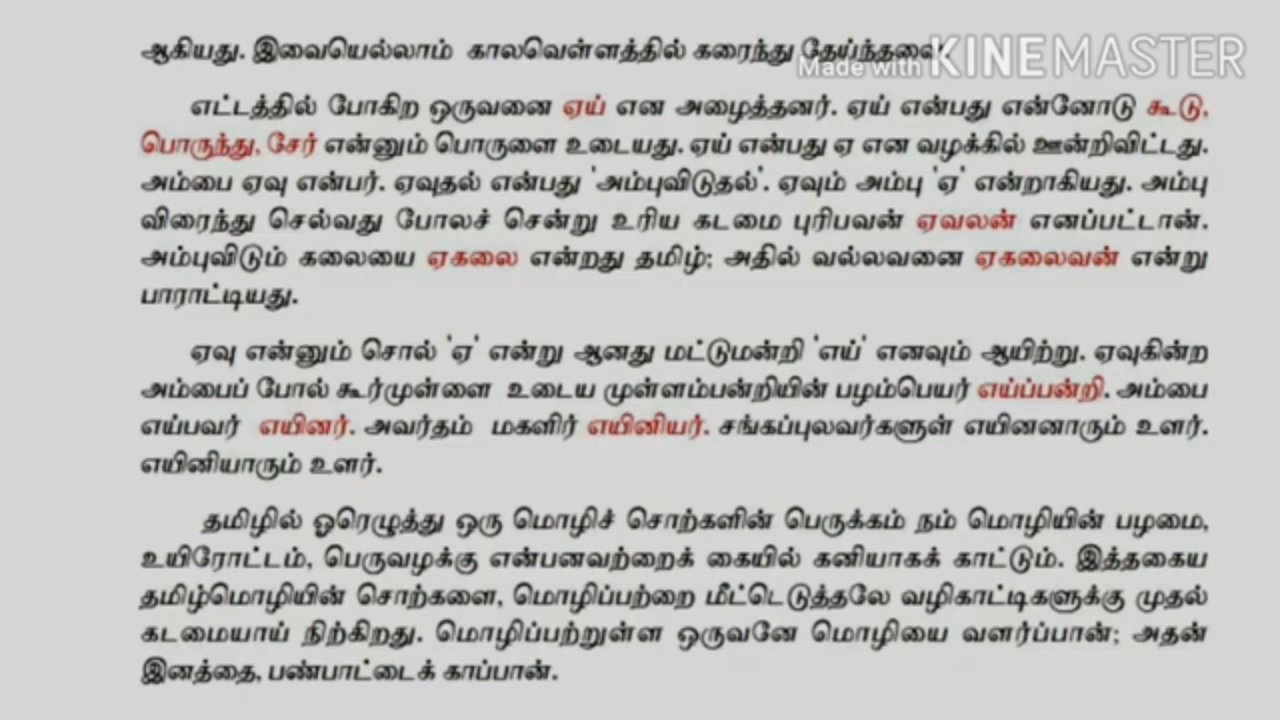 ஆகியது. இவையெல்லாம் காலவெள்ளத்தில் கரைந்து தேய்ந்தவை.
Made with KINEMASTER
எட்டத்தில் போகிற ஒருவனை ஏய் என அழைத்தனர். ஏய் என்பது என்னோடு கூடு,
பொருந்து, சேர் என்னும் பொருளை உடையது. ஏய் என்பது ஏ என வழக்கில் ஊன்றிவிட்டது.
அம்பை ஏவு என்பர். ஏவுதல் என்பது 'அம்புவிடுதல்'. ஏவும் அம்பு 'ஏ' என்றாகியது. அம்பு
விரைந்து செல்வது போலச் சென்று உரிய கடமை புரிபவன் ஏவலன் எனப்பட்டான்.
அம்புவிடும் கலையை ஏகலை என்றது தமிழ்; அதில் வல்லவனை ஏகலைவன் என்று
பாராட்டியது.
ஏவு என்னும் சொல் 'ஏ' என்று ஆனது மட்டுமன்றி 'எய்' எனவும் ஆயிற்று. ஏவுகின்ற
அம்பைப் போல் கூர்முள்ளை உடைய முள்ளம்பன்றியின் பழம்பெயர் எய்ப்பன்றி. அம்பை
எய்பவர் எயினர். அவர்தம் மகளிர் எயினியர். சங்கப்புலவர்களுள் எயினனாரும் உளர்.
எயினியாரும் உளர்.
தமிழில் ஓரெழுத்து ஒரு மொழிச் சொற்களின் பெருக்கம் நம் மொழியின் பழமை,
உயிரோட்டம், பெருவழக்கு என்பனவற்றைக் கையில் கனியாகக் காட்டும். இத்தகைய
தமிழ்மொழியின் சொற்களை, மொழிப்பற்றை மீட்டெடுத்தலே வழிகாட்டிகளுக்கு முதல்
கடமையாய் நிற்கிறது. மொழிப்பற்றுள்ள ஒருவனே மொழியை வளர்ப்பான்; அதன்
இனத்தை, பண்பாட்டைக் காப்பான்.